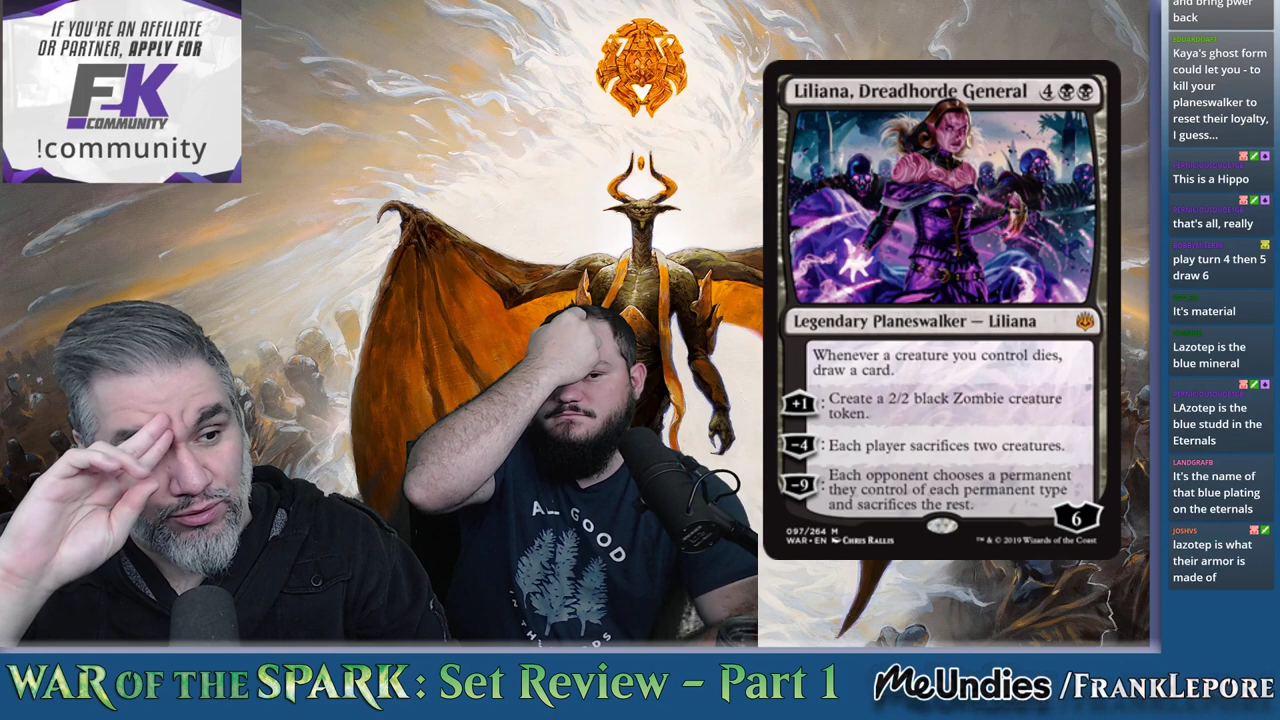 IF YOU'RE AN AFFILIATE
OR PARTNER, APPLY FOR
FK
COMMUNITY
!community
Liliana, Dreadhorde General 4
Legendary Planeswalker — Liliana
Whenever a creature you control dies,
draw a card.
+1 : Create a 2/2 black Zombie creature
token.
−4 : Each player sacrifices two creatures.
−9 : Each opponent chooses a permanent
they control of each permanent type
and sacrifices the rest.
6
097/264 M
WAR • EN CHRIS RALLIS
™ & © 2019 Wizards of the Coast
ALL GOOD
and bring pwer
back
Kaya's ghost form
could let you - to
kill your
planeswalker to
reset their loyalty,
I guess...
This is a Hippo
that's all, really
play turn 4 then 5
draw 6
It's material
Lazotep is the
blue mineral
LAzotep is the
blue studd in the
Eternals
LANDGRAFB
It's the name of
that blue plating
on the eternals
JOSHVS
lazotep is what
their armor is
made of
WAR OF THE SPARK: Set Review - Part 1
MeUndies /FRANKLEPORE